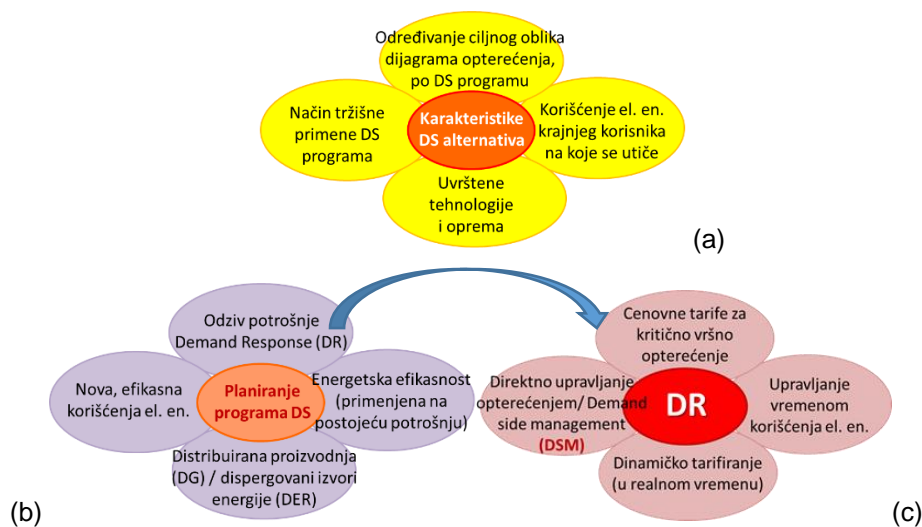 Određivanje ciljnog oblika
dijagrama opterećenja,
po DS programu
Način tržišne
primene DS
programa
Karakteristike
DS alternativa
Korišćenje el. en.
krajnjeg korisnika
na koje se utiče
Uvrštene
tehnologije
i oprema
(a)
Odziv potrošnje
Demand Response (DR)
Nova, efikasna
korišćenja el. en.
Planiranje
programa DS
Energetska efikasnost
(primenjena na
postojeću potrošnju)
Distribuirana proizvodnja
(DG) / dispergovani izvori
energije (DER)
(b)
Cenovne tarife za
kritično vršno
opterećenje
Direktno upravljanje
opterećenjem/ Demand
side management
(DSM)
DR
Upravljanje
vremenom
korišćenja el. en.
Dinamičko tarifiranje
(u realnom vremenu)
(c)